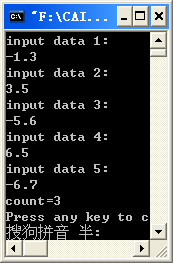 "F:\CAI...
input data 1:
-1.3
input data 2:
3.5
input data 3:
-5.6
input data 4:
6.5
input data 5:
-6.7
count=3
Press any key to c
搜狗拼音 半: